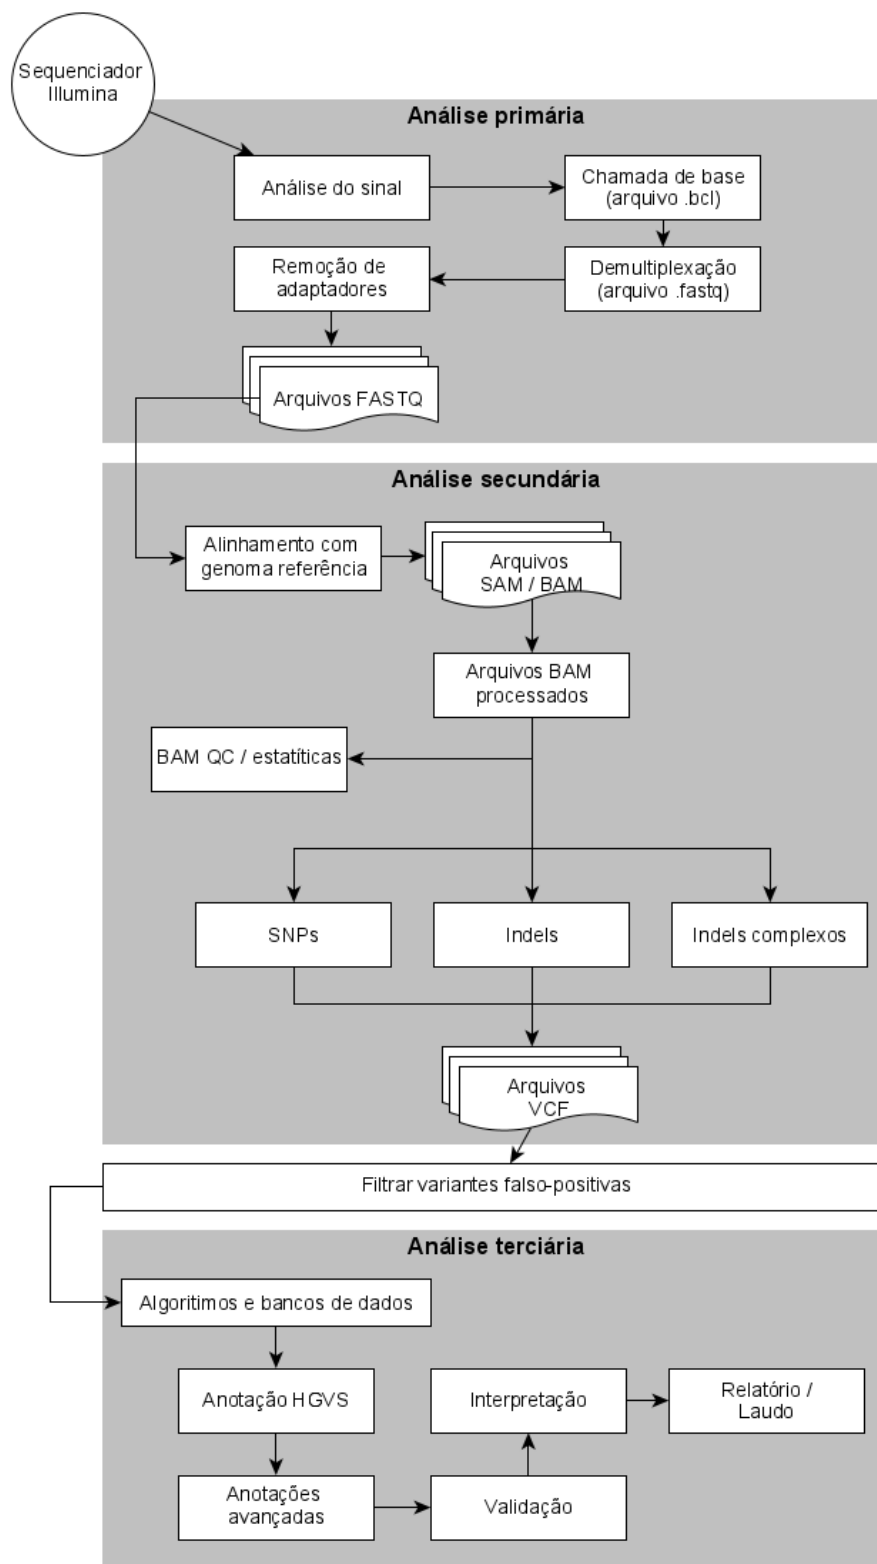 Sequenciador
Illumina
Análise primária
Análise do sinal
Chamada de base
(arquivo .bcl)
Demultiplexação
(arquivo .fastq)
Remoção de
adaptadores
Arquivos FASTQ
Análise secundária
Alinhamento com
genoma referência
Arquivos
SAM / BAM
Arquivos BAM
processados
BAM QC / estatíticas
SNPs
Indels
Indels complexos
Arquivos
VCF
Filtrar variantes falso-positivas
Análise terciária
Algoritimos e bancos de dados
Anotação HGVS
Anotações
avançadas
Validação
Interpretação
Relatório /
Laudo